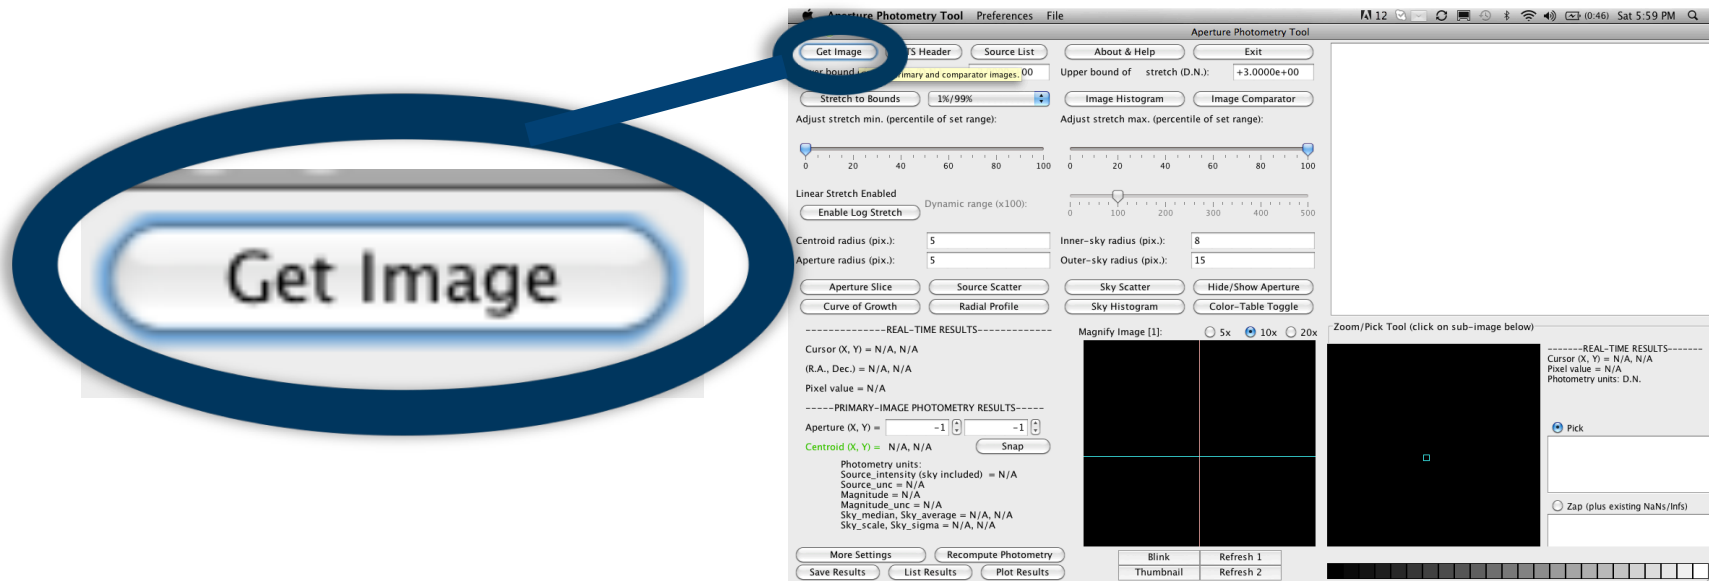 Get Image
Aperture Photometry Tool Preferences File 12 (0:46) Sat 5:59 PM
Aperture Photometry Tool
Get Image Header Source List About & Help Exit
bound primary and comparator images. 00 Upper bound of stretch (D.N.): +3.0000e+00
Stretch to Bounds 1%/99% Image Histogram Image Comparator
Adjust stretch min. (percentile of set range): Adjust stretch max. (percentile of set range):
0 20 40 60 80 100 0 20 40 60 80 100
Linear Stretch Enabled
Enable Log Stretch Dynamic range (x100): 0 100 200 300 400 500
Centroid radius (pix.): 5 Inner-sky radius (pix.): 8
Aperture radius (pix.): 5 Outer-sky radius (pix.): 15
Aperture Slice Source Scatter Sky Scatter Hide/Show Aperture
Curve of Growth Radial Profile Sky Histogram Color-Table Toggle
--------------REAL-TIME RESULTS-------------
Cursor (X, Y) = N/A, N/A
(R.A., Dec.) = N/A, N/A
Pixel value = N/A
-----PRIMARY-IMAGE PHOTOMETRY RESULTS-----
Aperture (X, Y) = -1 -1
Centroid (X, Y) = N/A, N/A Snap
Photometry units:
Source_intensity (sky included) = N/A
Source_unc = N/A
Magnitude = N/A
Magnitude_unc = N/A
Sky_median, Sky_average = N/A, N/A
Sky_scale, Sky_sigma = N/A, N/A
More Settings Recompute Photometry
Save Results List Results Plot Results
Magnify Image [1]: 5x 10x 20x
Blink Refresh 1
Thumbnail Refresh 2
Zoom/Pick Tool (click on sub-image below)
-------REAL-TIME RESULTS-------
Cursor (X, Y) = N/A, N/A
Pixel value = N/A
Photometry units: D.N.
Pick
Zap (plus existing NaNs/Infs)